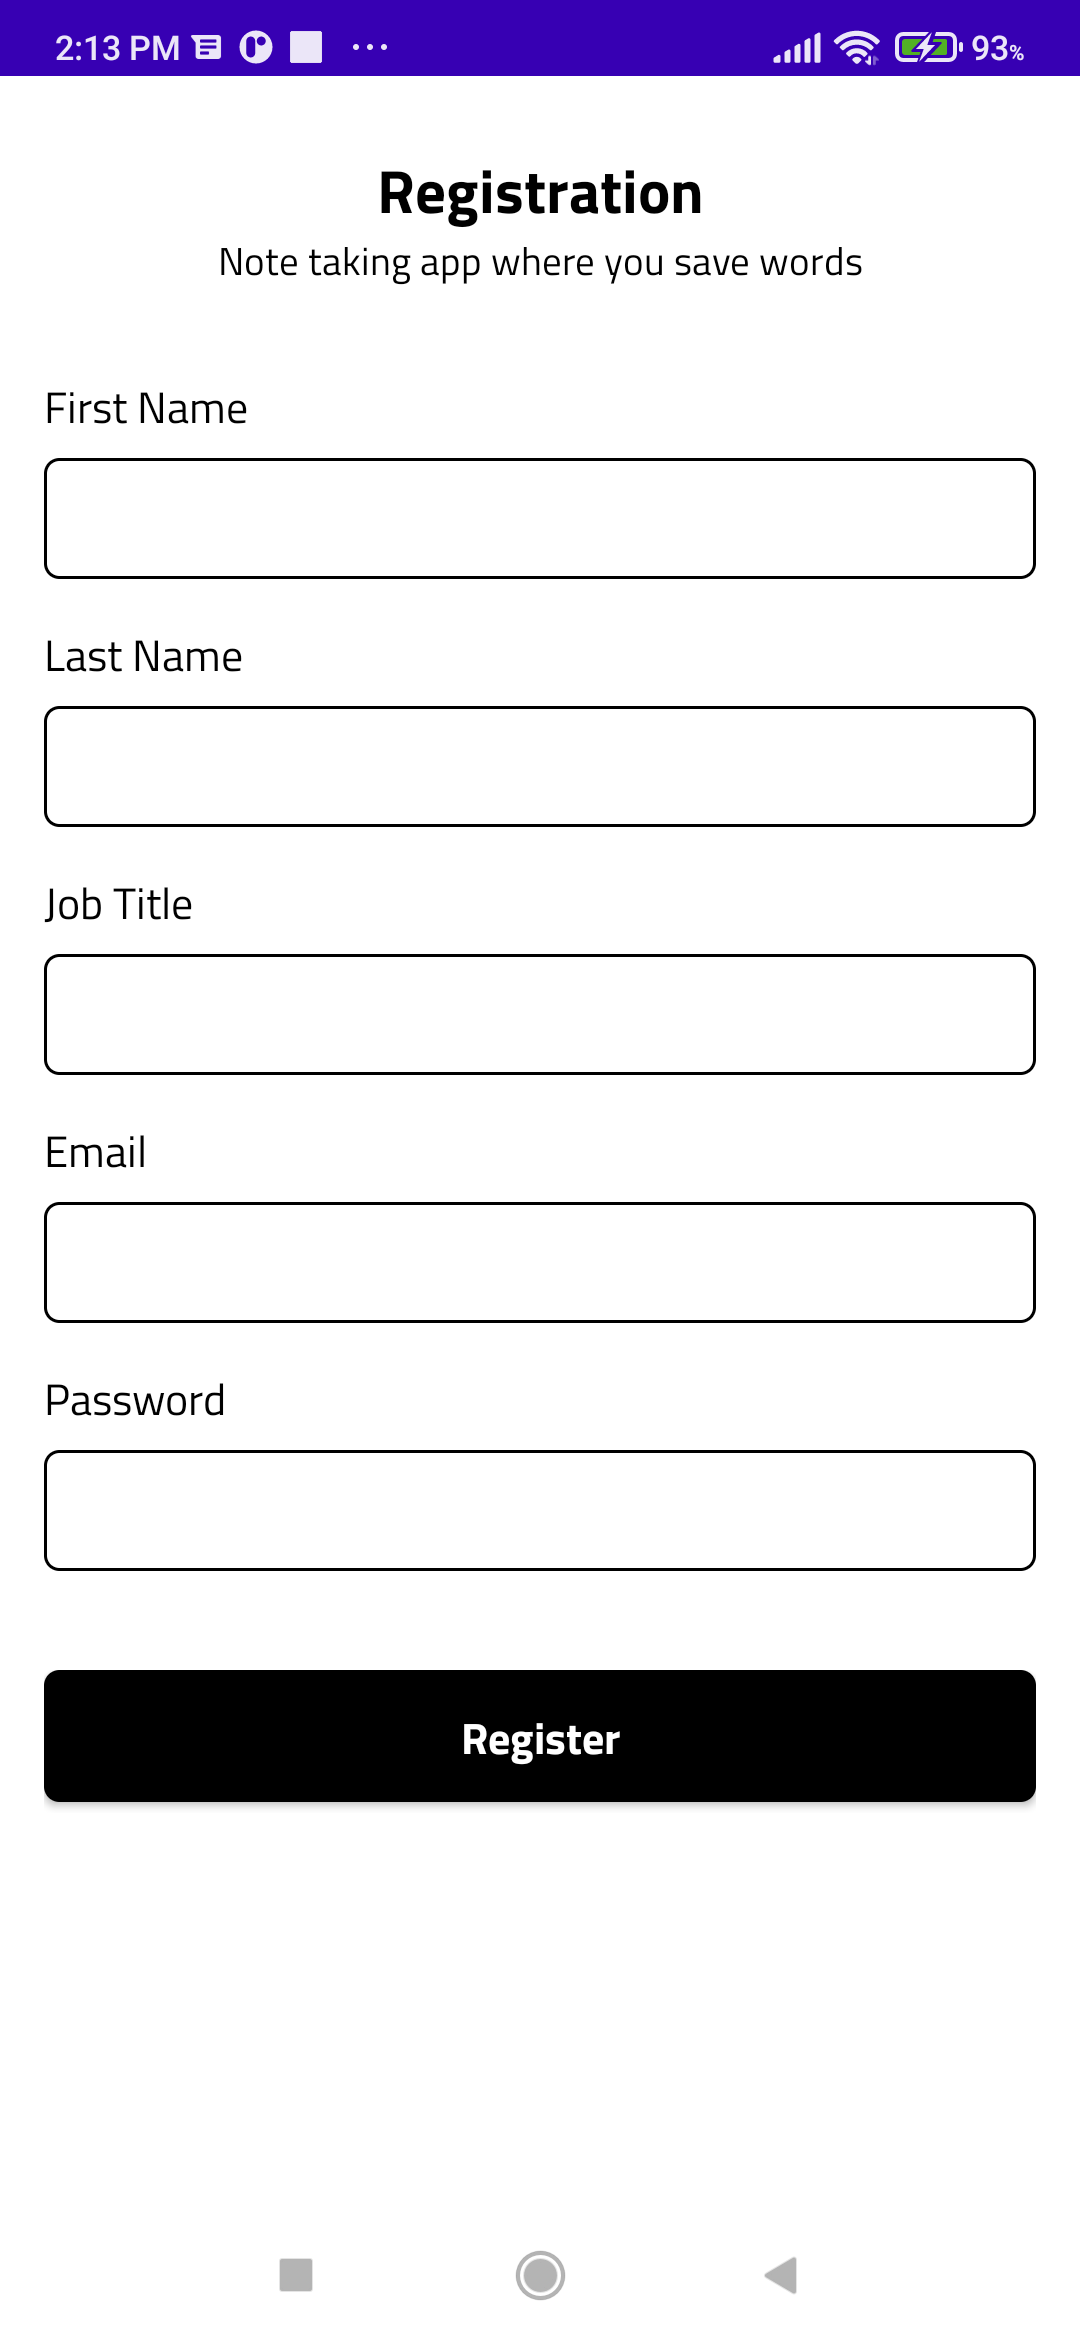 2:13 PM 93%
Registration
Note taking app where you save words
First Name
Last Name
Job Title
Email
Password
Register